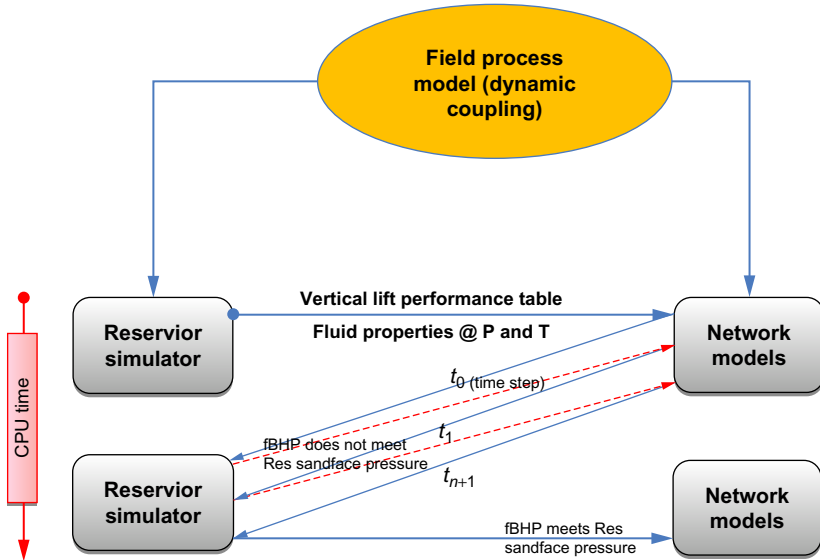 Field process
model (dynamic
coupling)
Vertical lift performance table
Fluid properties @ P and T
Reservior
simulator
Network
models
CPU time
t0 (time step)
fBHP does not meet
Res sandface pressure
t1
tn+1
Reservior
simulator
fBHP meets Res
sandface pressure
Network
models